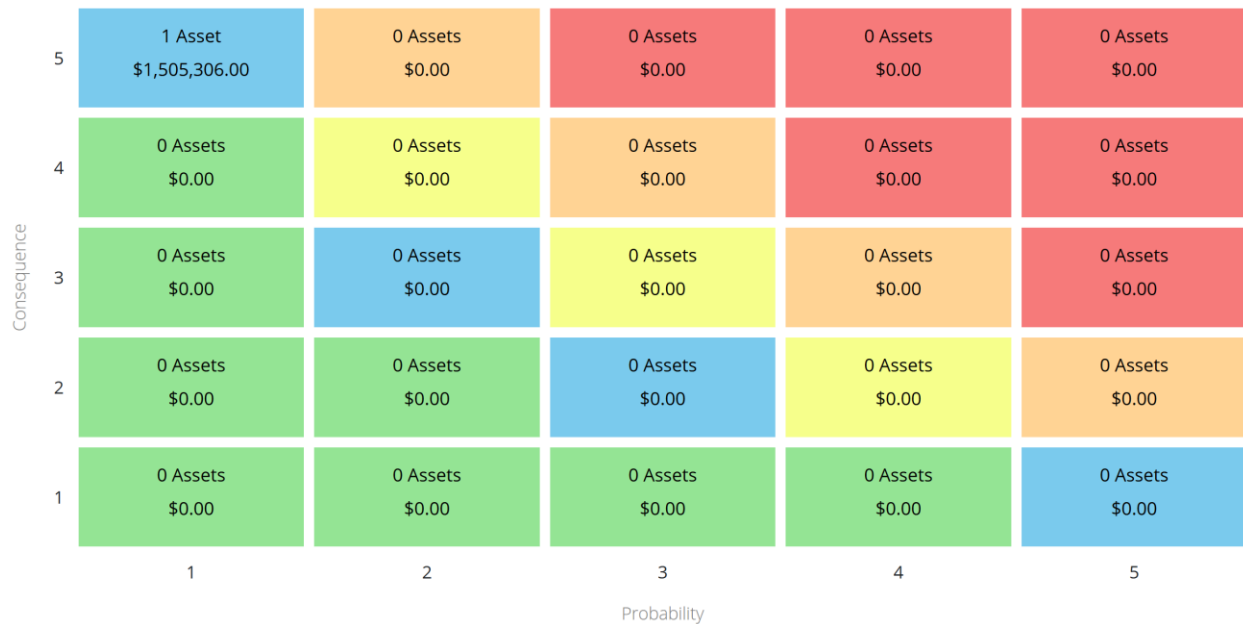 5
1 Asset
$1,505,306.00
0 Assets
$0.00
0 Assets
$0.00
0 Assets
$0.00
0 Assets
$0.00
4
0 Assets
$0.00
0 Assets
$0.00
0 Assets
$0.00
0 Assets
$0.00
0 Assets
$0.00
Consequence
3
0 Assets
$0.00
0 Assets
$0.00
0 Assets
$0.00
0 Assets
$0.00
0 Assets
$0.00
2
0 Assets
$0.00
0 Assets
$0.00
0 Assets
$0.00
0 Assets
$0.00
0 Assets
$0.00
1
0 Assets
$0.00
0 Assets
$0.00
0 Assets
$0.00
0 Assets
$0.00
0 Assets
$0.00
1
2
3
4
5
Probability